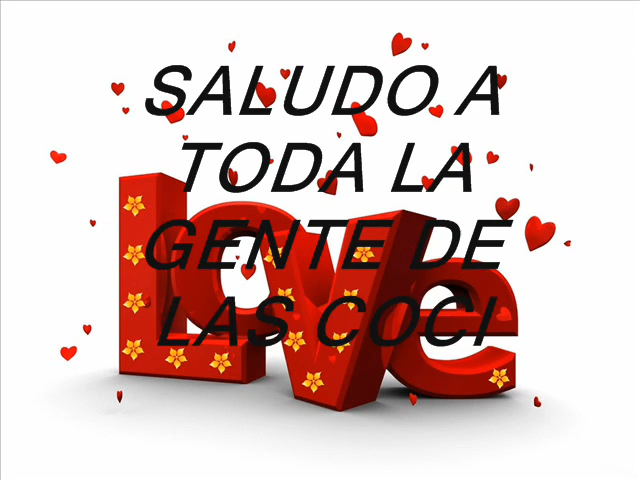 SALUDO A
TODA LA
GENTE DE
LAS COCI
Love